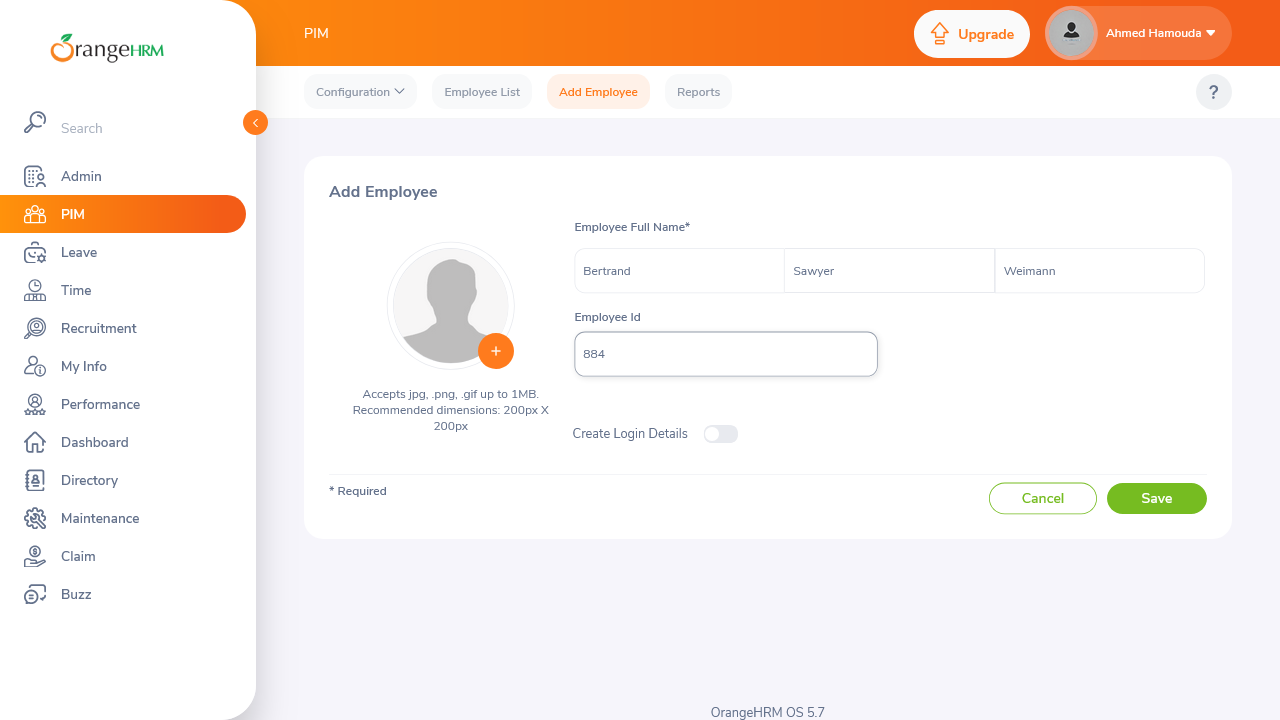 OrangeHRM
Search
Admin
PIM
Leave
Time
Recruitment
My Info
Performance
Dashboard
Directory
Maintenance
Claim
Buzz
PIM
Upgrade
Ahmed Hamouda
Configuration
Employee List
Add Employee
Reports
?
Add Employee
Accepts jpg, .png, .gif up to 1MB.
Recommended dimensions: 200px X
200px
Employee Full Name*
Bertrand
Sawyer
Weimann
Employee Id
884
Create Login Details
* Required
Cancel
Save
OrangeHRM OS 5.7